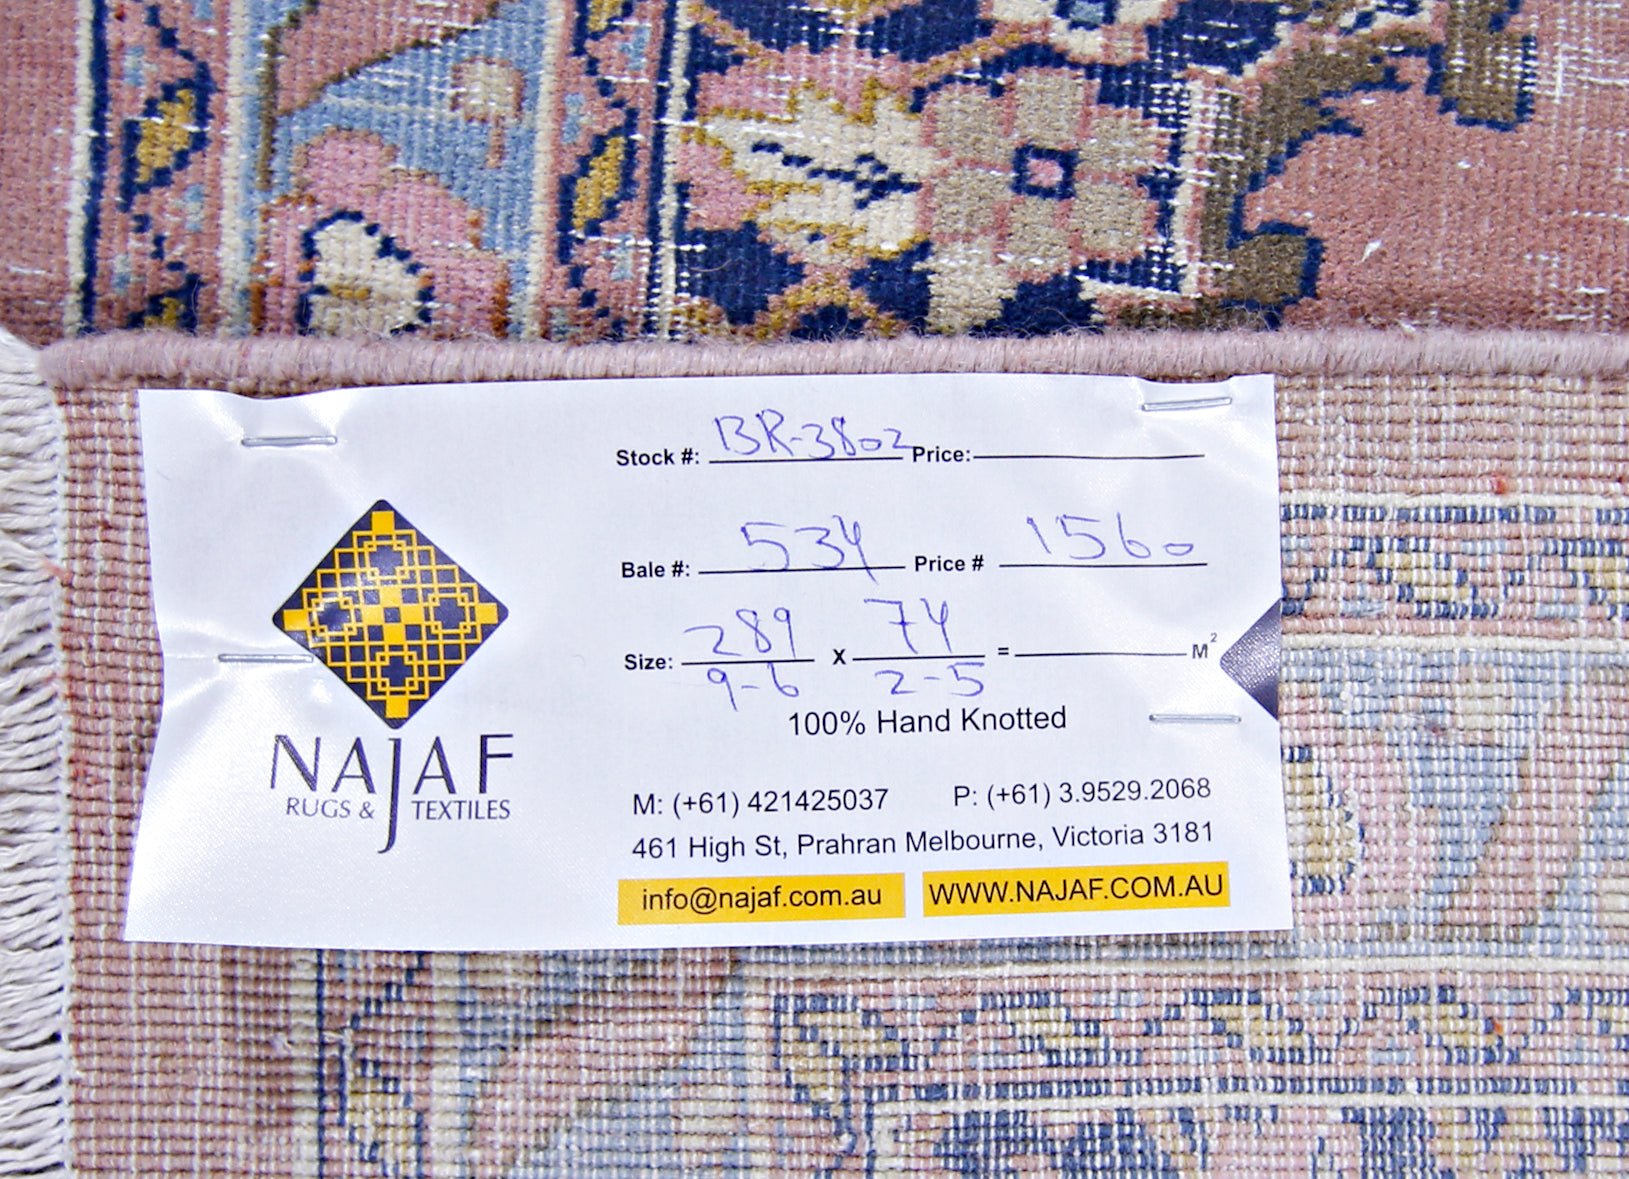 Stock #: BR-3802 Price:
Bale #: 534 Price # 1560
Size: 289 x 74 = M²
9-6 2-5
100% Hand Knotted
NAJAF
RUGS & TEXTILES
M: (+61) 421425037 P: (+61) 3.9529.2068
461 High St, Prahran Melbourne, Victoria 3181
info@najaf.com.au WWW.NAJAF.COM.AU